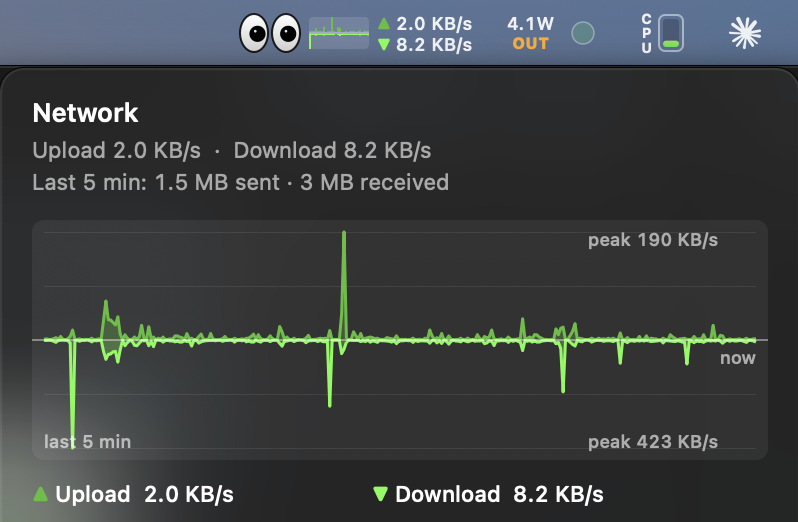 2.0 KB/s
8.2 KB/s
4.1W
OUT
CPU
Network
Upload 2.0 KB/s · Download 8.2 KB/s
Last 5 min: 1.5 MB sent · 3 MB received
peak 190 KB/s
now
last 5 min
peak 423 KB/s
Upload 2.0 KB/s
Download 8.2 KB/s